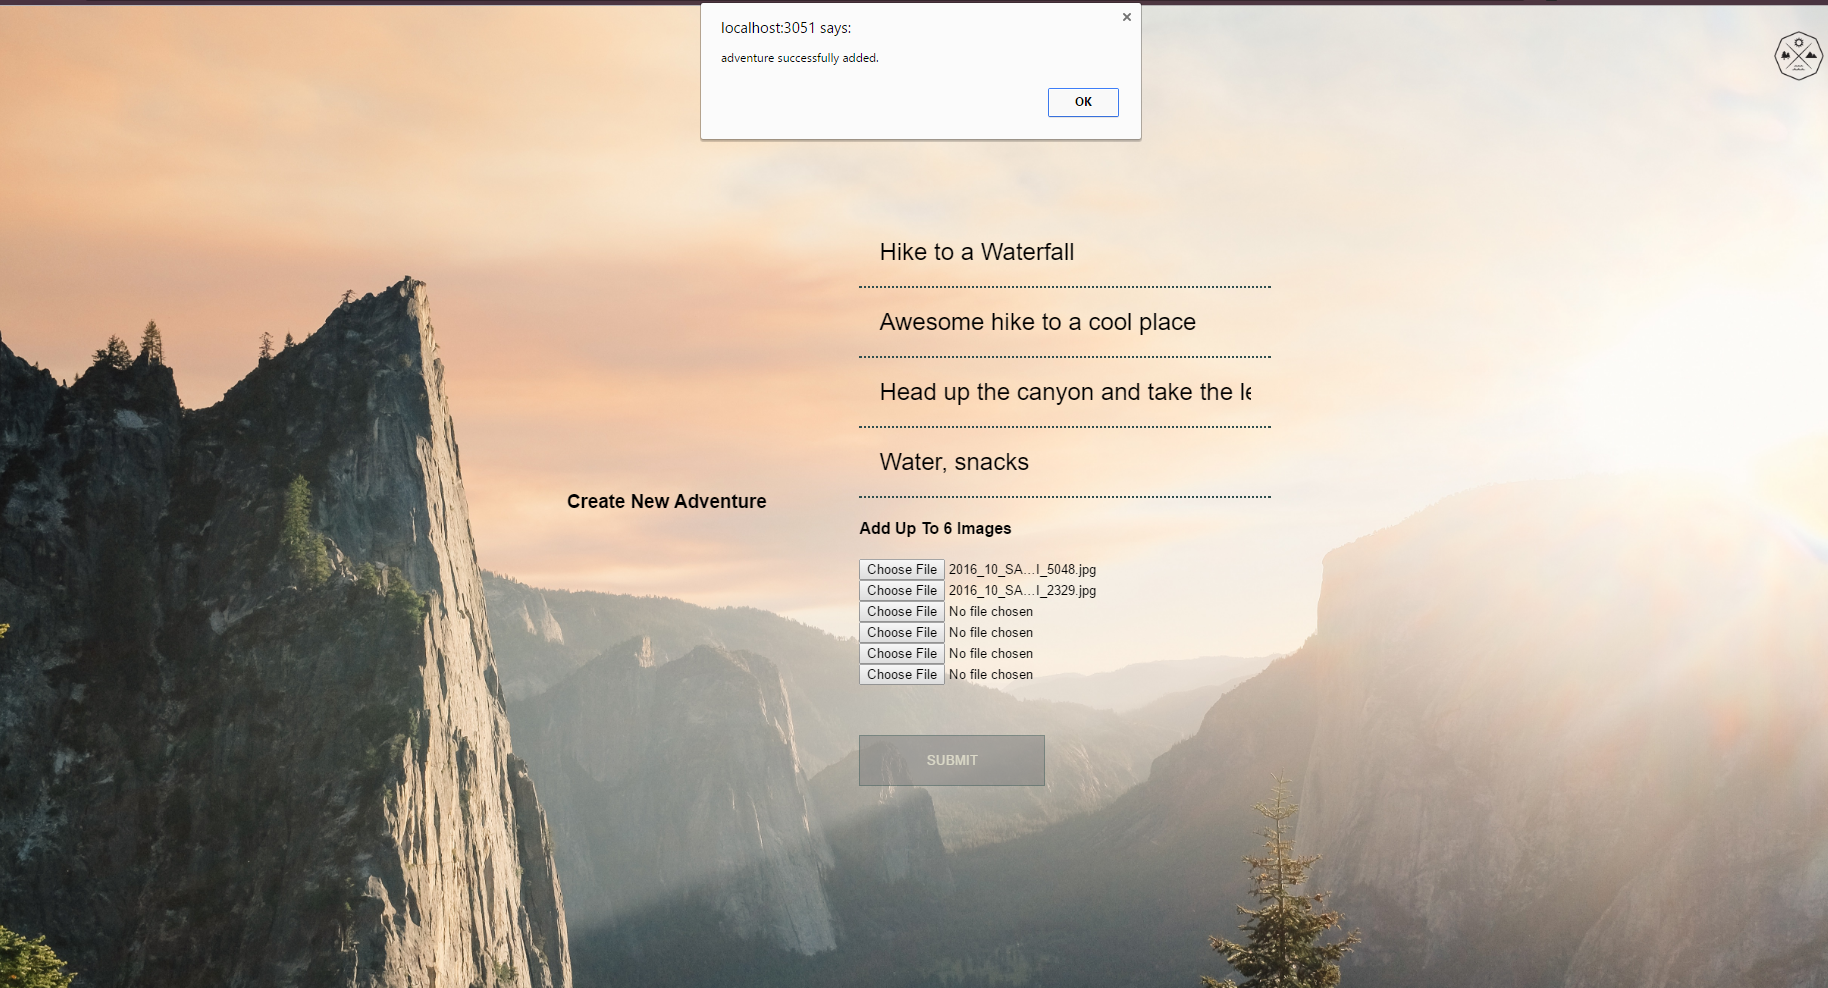 localhost:3051 says:
adventure successfully added.
OK
Hike to a Waterfall
Awesome hike to a cool place
Head up the canyon and take the
Water, snacks
Create New Adventure
Add Up To 6 Images
Choose File 2016_10_SA...I_5048.jpg
Choose File 2016_10_SA...I_2329.jpg
Choose File No file chosen
Choose File No file chosen
Choose File No file chosen
Choose File No file chosen
SUBMIT